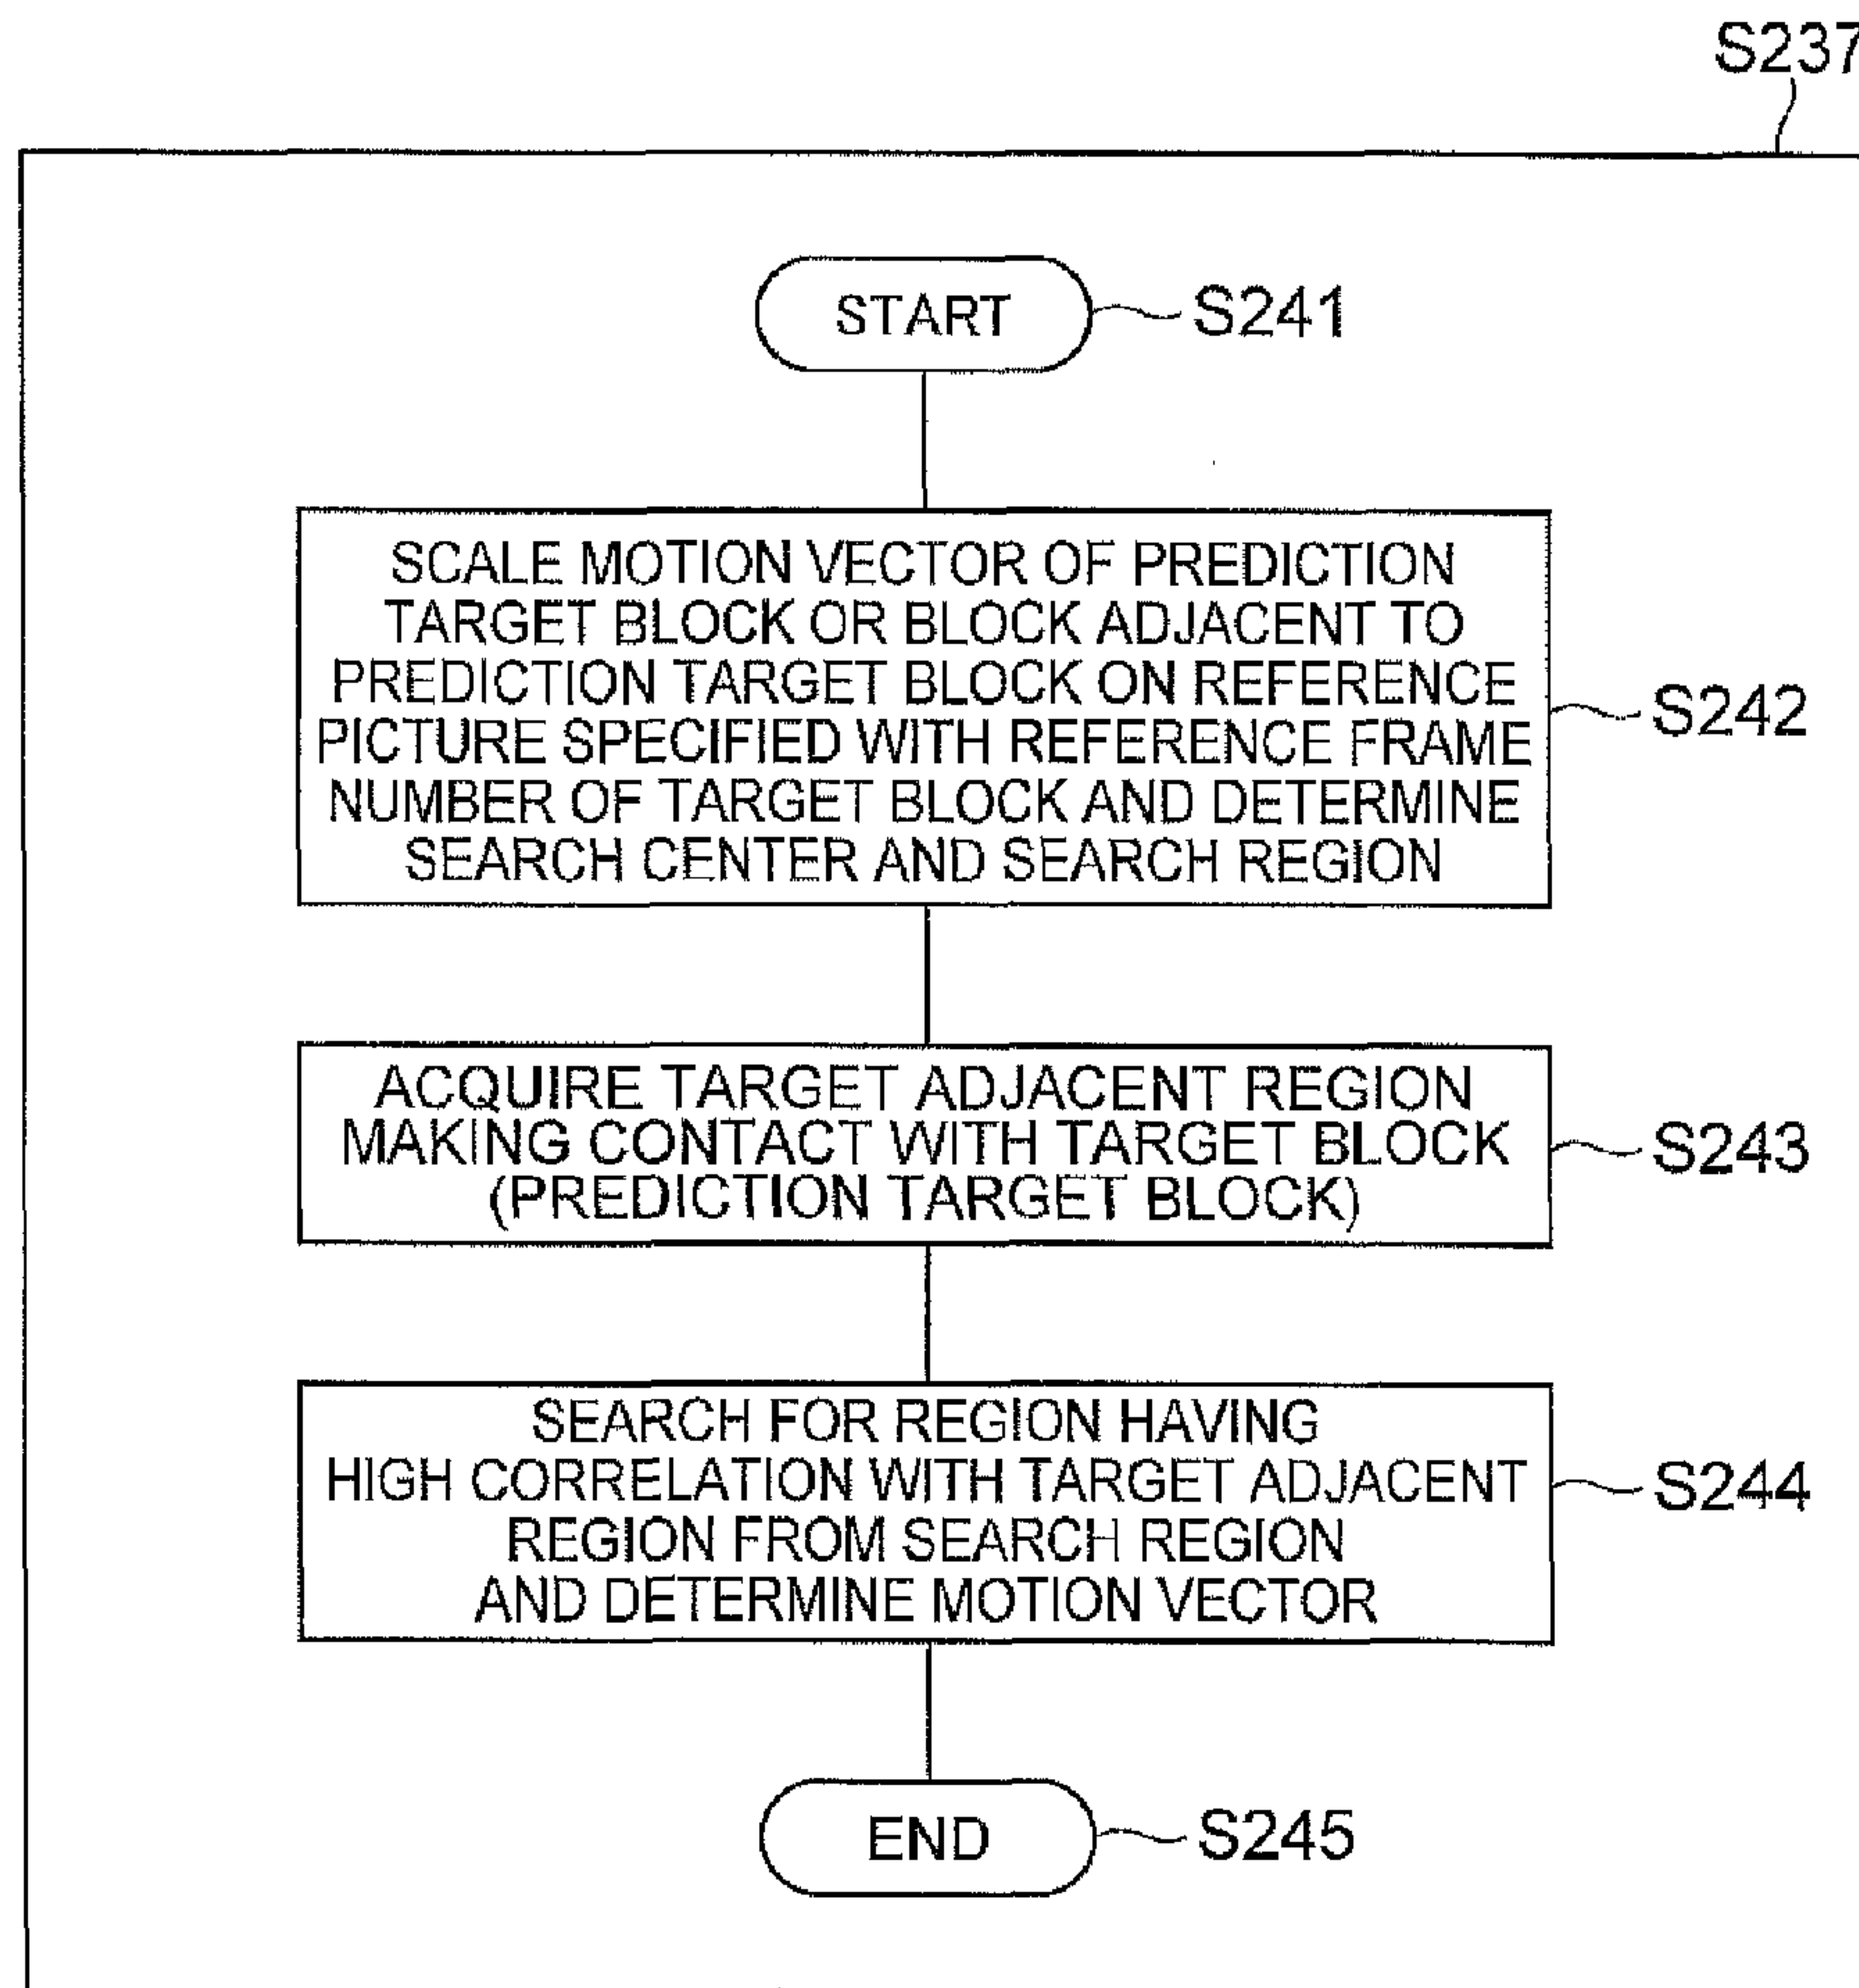 S237
START
S241
SCALE MOTION VECTOR OF PREDICTION
TARGET BLOCK OR BLOCK ADJACENT TO
PREDICTION TARGET BLOCK ON REFERENCE
PICTURE SPECIFIED WITH REFERENCE FRAME
NUMBER OF TARGET BLOCK AND DETERMINE
SEARCH CENTER AND SEARCH REGION
S242
ACQUIRE TARGET ADJACENT REGION
MAKING CONTACT WITH TARGET BLOCK
(PREDICTION TARGET BLOCK)
S243
SEARCH FOR REGION HAVING
HIGH CORRELATION WITH TARGET ADJACENT
REGION FROM SEARCH REGION
AND DETERMINE MOTION VECTOR
S244
END
S245